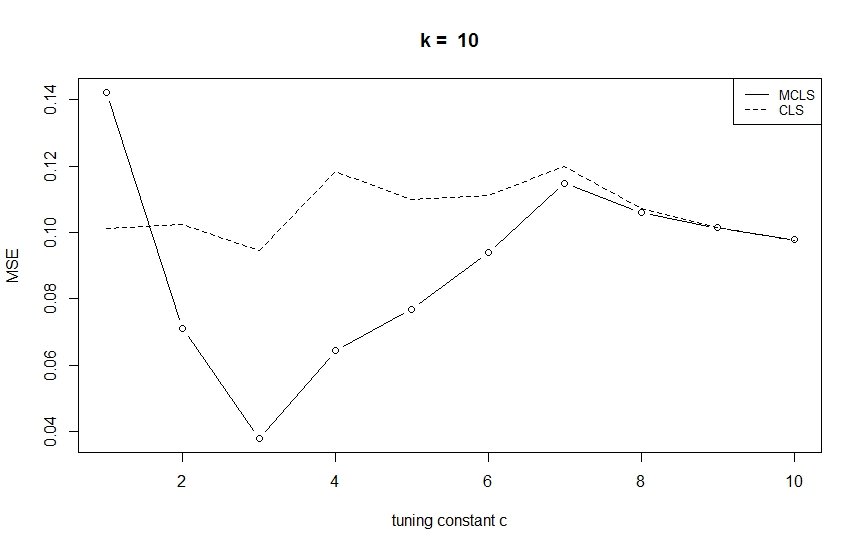 k = 10
MCLS
CLS
MSE
0.14
0.12
0.10
0.08
0.06
0.04
2 4 6 8 10
tuning constant c